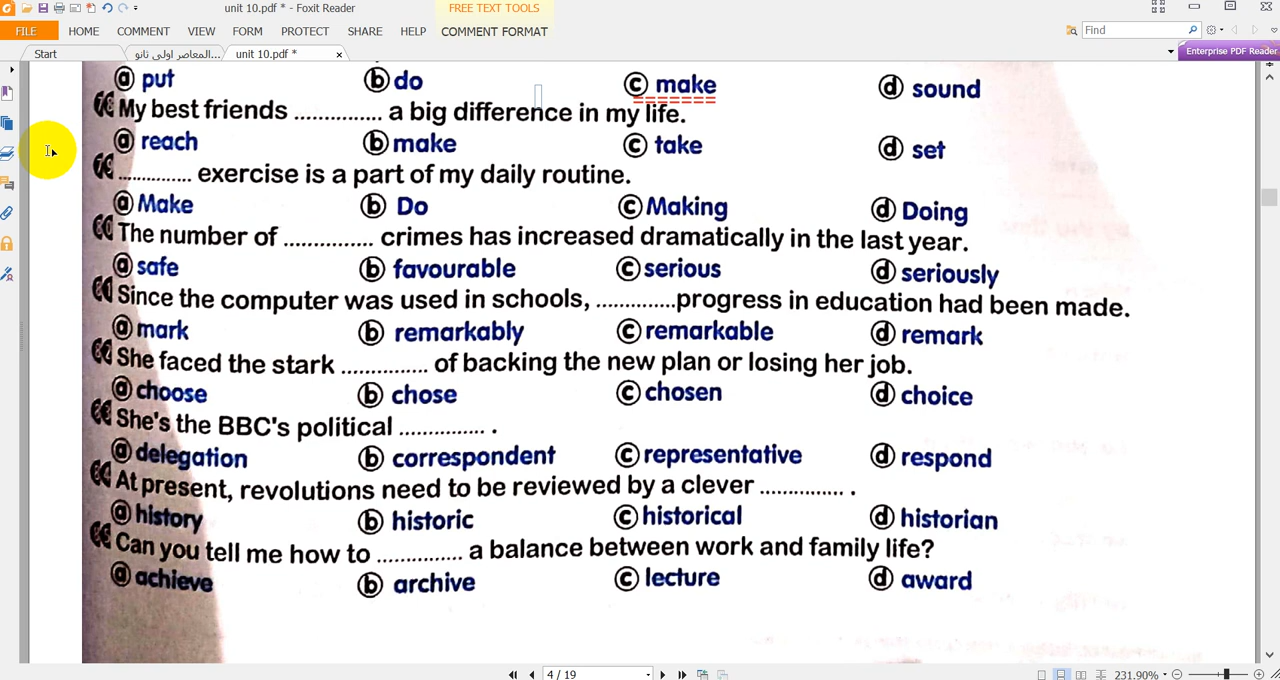 unit 10.pdf * - Foxit Reader
FREE TEXT TOOLS
FILE HOME COMMENT VIEW FORM PROTECT SHARE HELP COMMENT FORMAT
Find
Start
المعاصر اولى ثانو...
unit 10.pdf *
Enterprise PDF Reader
a put b do c make d sound
78 My best friends ............... a big difference in my life.
a reach b make c take d set
79 ............. exercise is a part of my daily routine.
a Make b Do c Making d Doing
The number of ............... crimes has increased dramatically in the last year.
a safe b favourable c serious d seriously
Since the computer was used in schools, .............progress in education had been made.
a mark b remarkably c remarkable d remark
She faced the stark .............. of backing the new plan or losing her job.
a choose b chose c chosen d choice
She's the BBC's political .............. .
a delegation b correspondent c representative d respond
At present, revolutions need to be reviewed by a clever .............. .
a history b historic c historical d historian
Can you tell me how to .............. a balance between work and family life?
a achieve b archive c lecture d award
4 / 19
231.90%